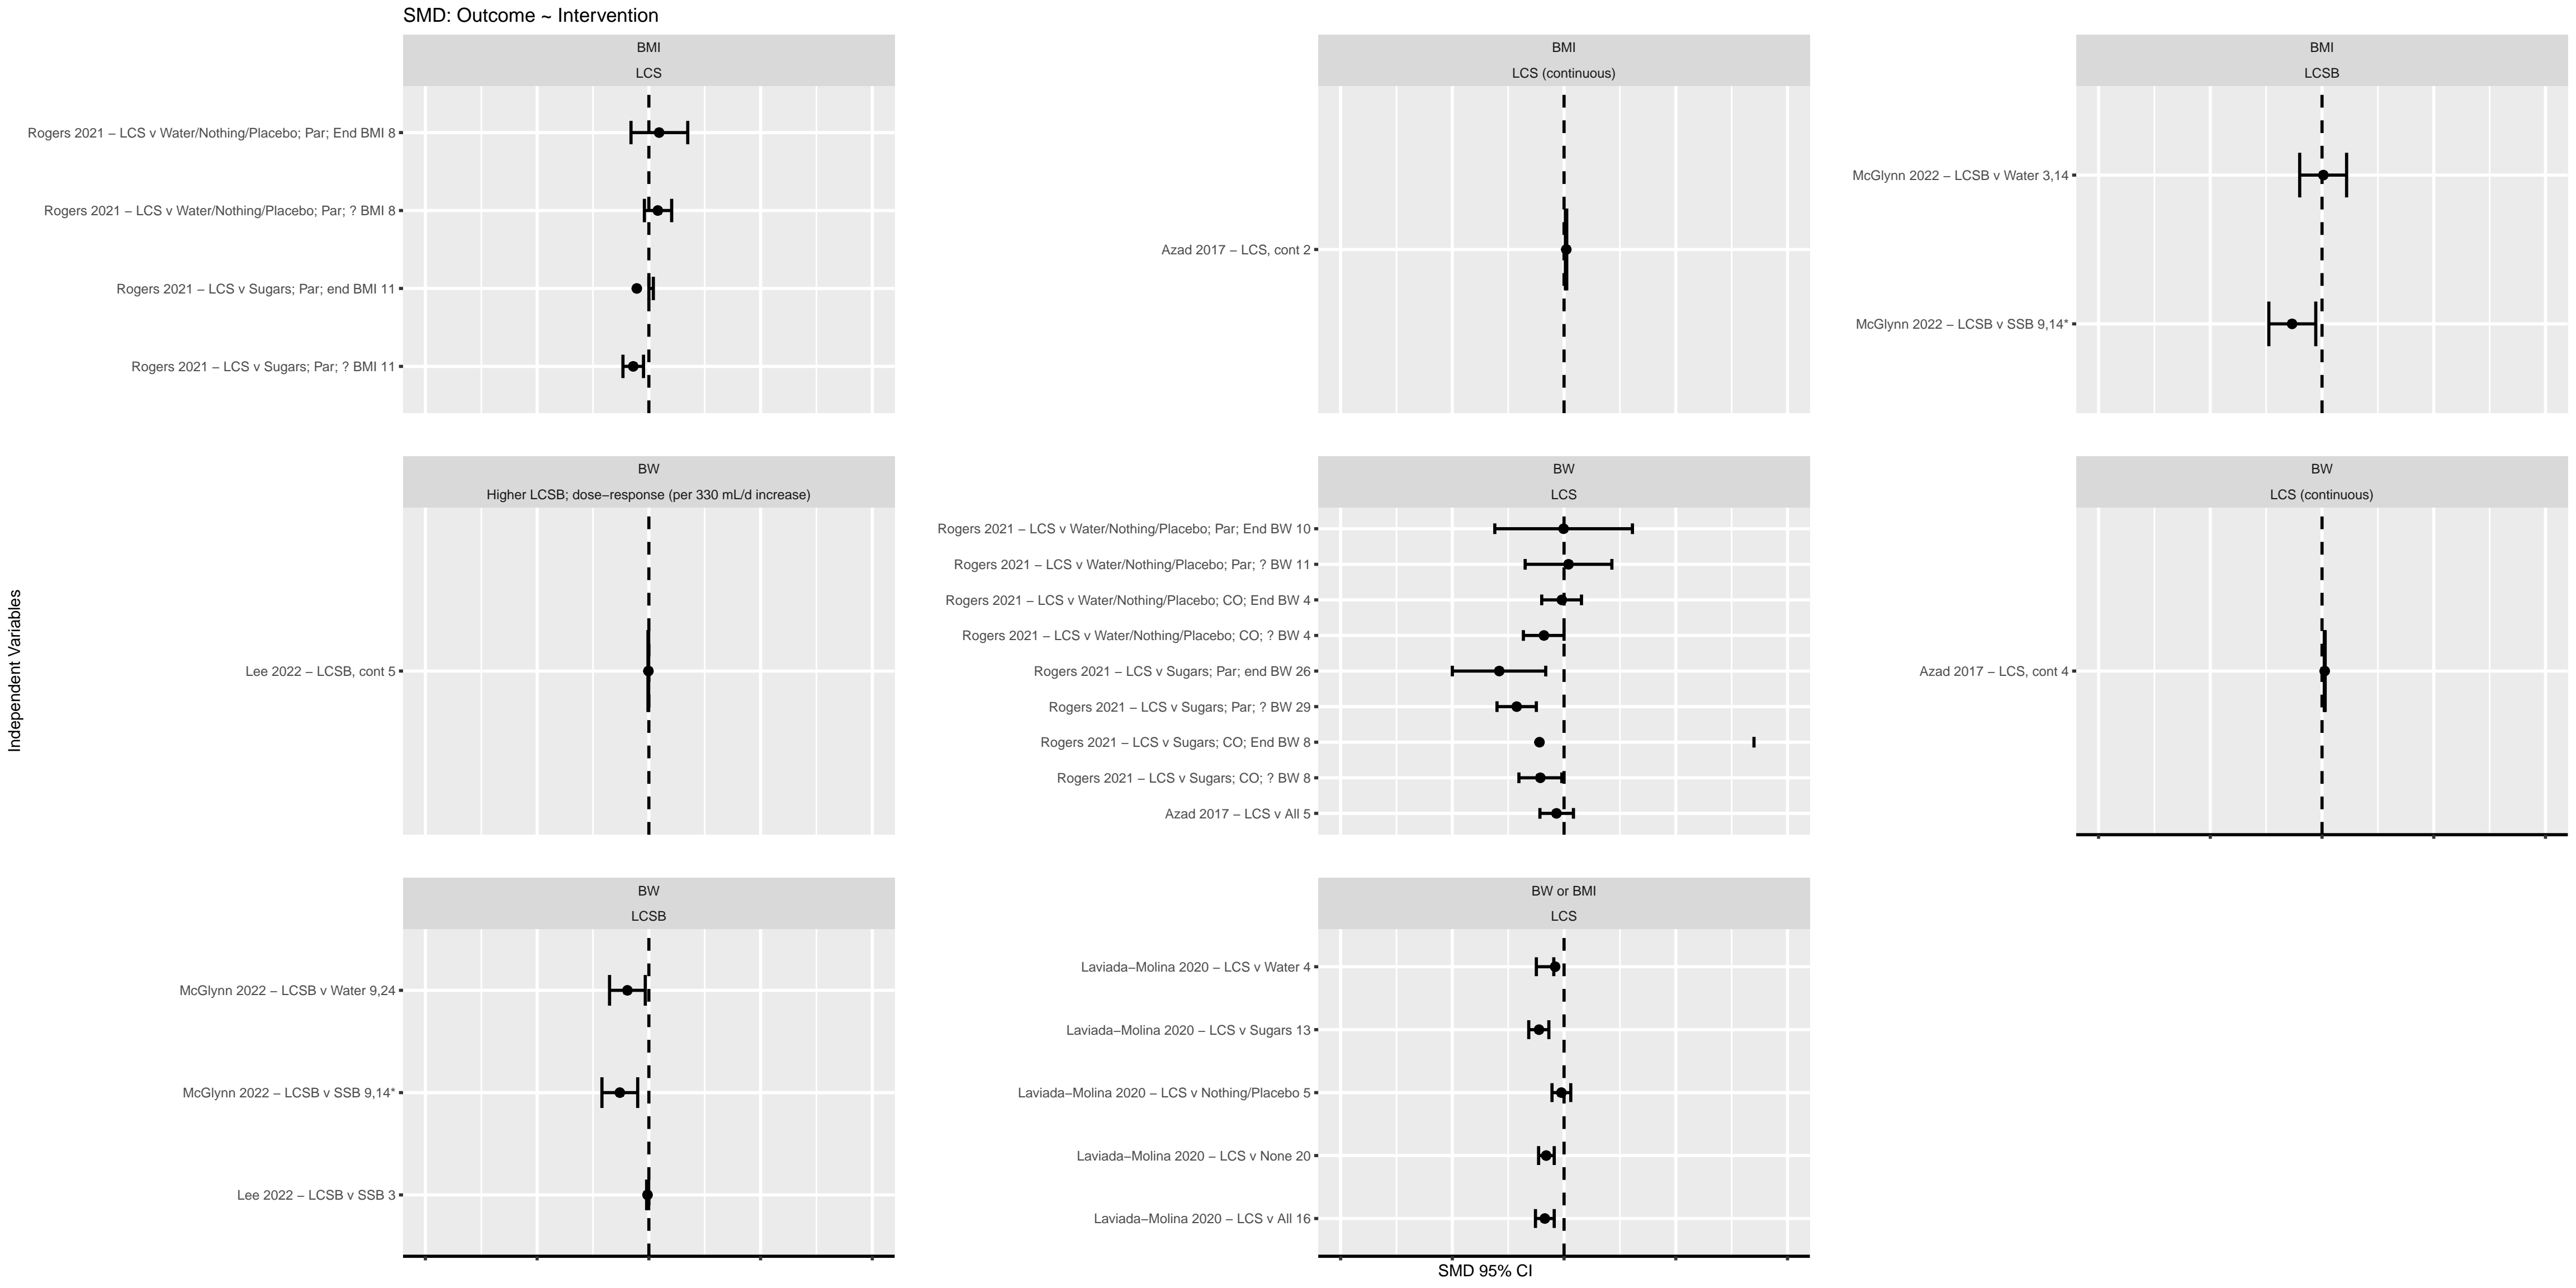 SMD: Outcome ~ Intervention
BMI
LCS
Rogers 2021 – LCS v Water/Nothing/Placebo; Par; End BMI 8
Rogers 2021 – LCS v Water/Nothing/Placebo; Par; ? BMI 8
Rogers 2021 – LCS v Sugars; Par; end BMI 11
Rogers 2021 – LCS v Sugars; Par; ? BMI 11
BMI
LCS (continuous)
Azad 2017 – LCS, cont 2
BMI
LCSB
McGlynn 2022 – LCSB v Water 3,14
McGlynn 2022 – LCSB v SSB 9,14*
Independent Variables
BW
Higher LCSB; dose–response (per 330 mL/d increase)
Lee 2022 – LCSB, cont 5
BW
LCS
Rogers 2021 – LCS v Water/Nothing/Placebo; Par; End BW 10
Rogers 2021 – LCS v Water/Nothing/Placebo; Par; ? BW 11
Rogers 2021 – LCS v Water/Nothing/Placebo; CO; End BW 4
Rogers 2021 – LCS v Water/Nothing/Placebo; CO; ? BW 4
Rogers 2021 – LCS v Sugars; Par; end BW 26
Rogers 2021 – LCS v Sugars; Par; ? BW 29
Rogers 2021 – LCS v Sugars; CO; End BW 8
Rogers 2021 – LCS v Sugars; CO; ? BW 8
Azad 2017 – LCS v All 5
BW
LCS (continuous)
Azad 2017 – LCS, cont 4
BW
LCSB
McGlynn 2022 – LCSB v Water 9,24
McGlynn 2022 – LCSB v SSB 9,14*
Lee 2022 – LCSB v SSB 3
BW or BMI
LCS
Laviada–Molina 2020 – LCS v Water 4
Laviada–Molina 2020 – LCS v Sugars 13
Laviada–Molina 2020 – LCS v Nothing/Placebo 5
Laviada–Molina 2020 – LCS v None 20
Laviada–Molina 2020 – LCS v All 16
SMD 95% CI